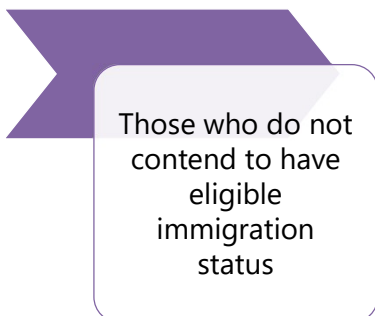 Those who do not
contend to have
eligible
immigration
status